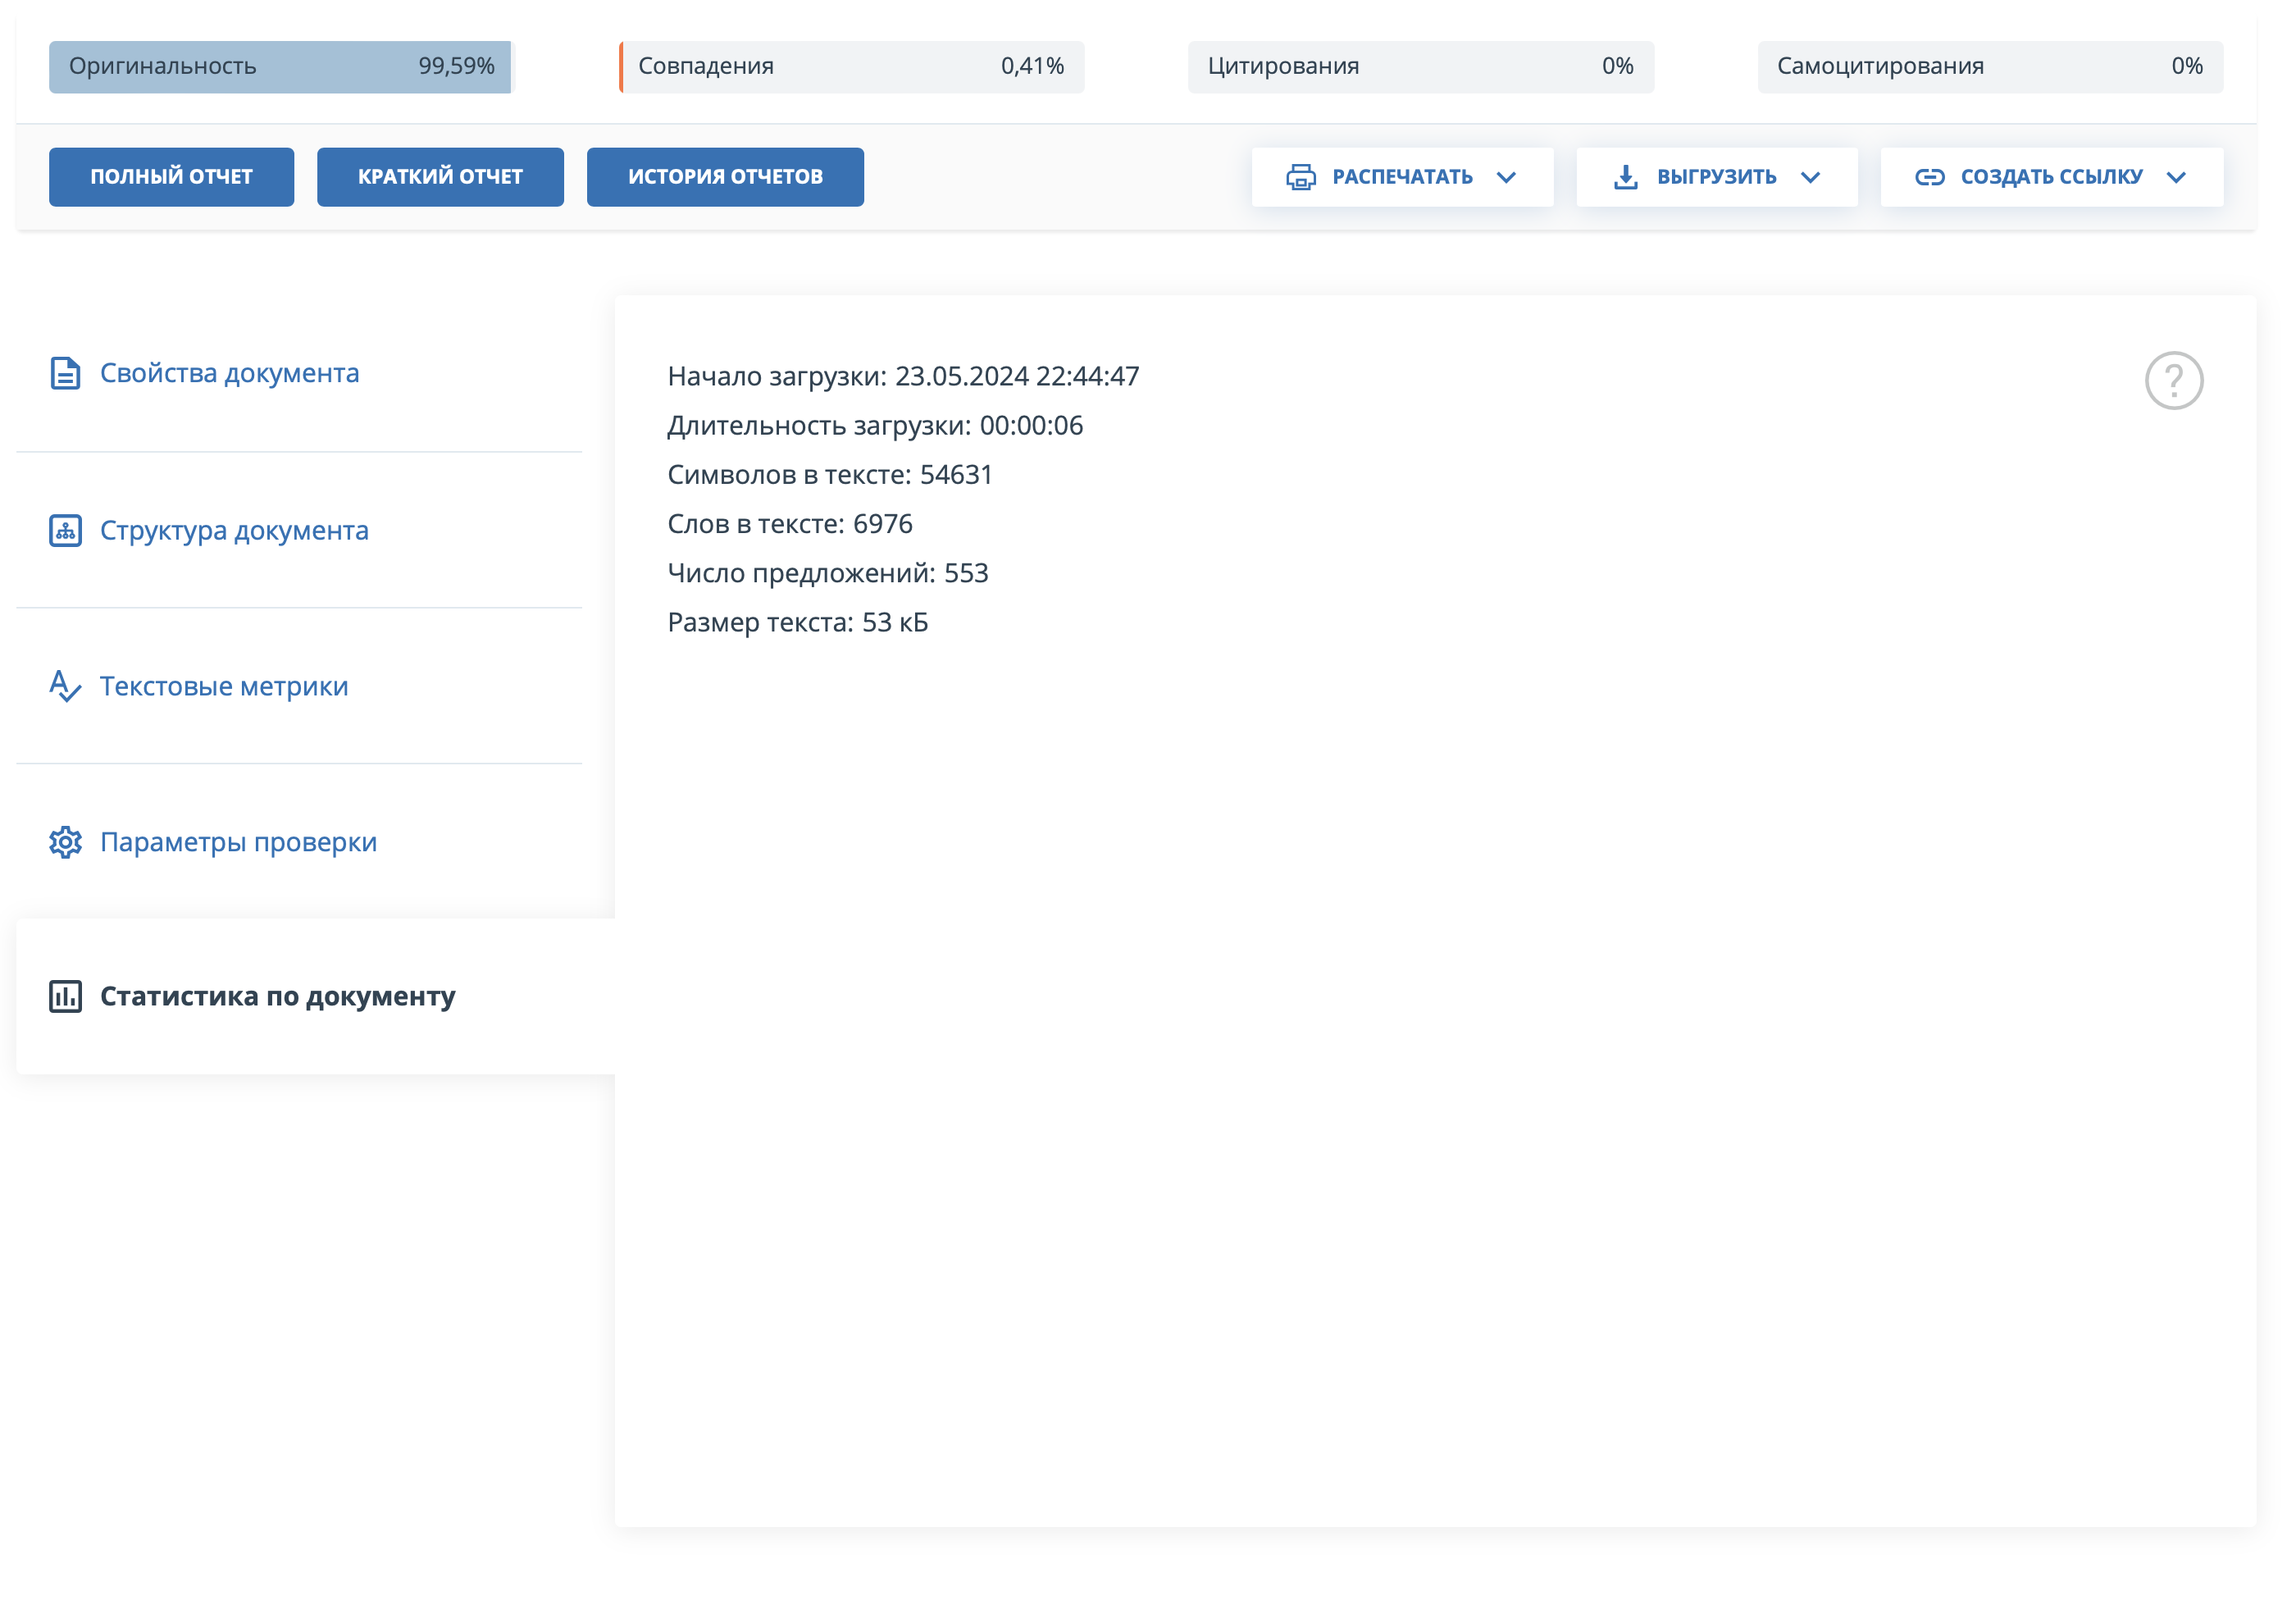 Оригинальность 99,59% Совпадения 0,41% Цитирования 0% Самоцитирования 0%
ПОЛНЫЙ ОТЧЕТ КРАТКИЙ ОТЧЕТ ИСТОРИЯ ОТЧЕТОВ РАСПЕЧАТАТЬ ВЫГРУЗИТЬ СОЗДАТЬ ССЫЛКУ
Свойства документа
Структура документа
Текстовые метрики
Параметры проверки
Статистика по документу
Начало загрузки: 23.05.2024 22:44:47
Длительность загрузки: 00:00:06
Символов в тексте: 54631
Слов в тексте: 6976
Число предложений: 553
Размер текста: 53 кБ
?